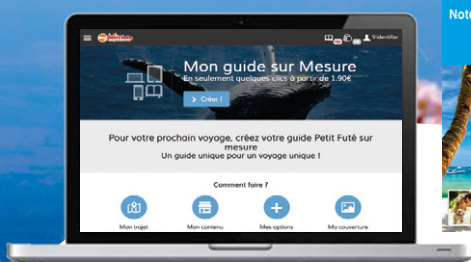 S'identifier
Mon guide sur Mesure
En seulement quelques clics à partir de 1.90€
> Créer !
Pour votre prochain voyage, créez votre guide Petit Futé sur
mesure
Un guide unique pour un voyage unique !
Comment faire ?
Mon trajet
Mon contenu
Mes options
Ma couverture
Not